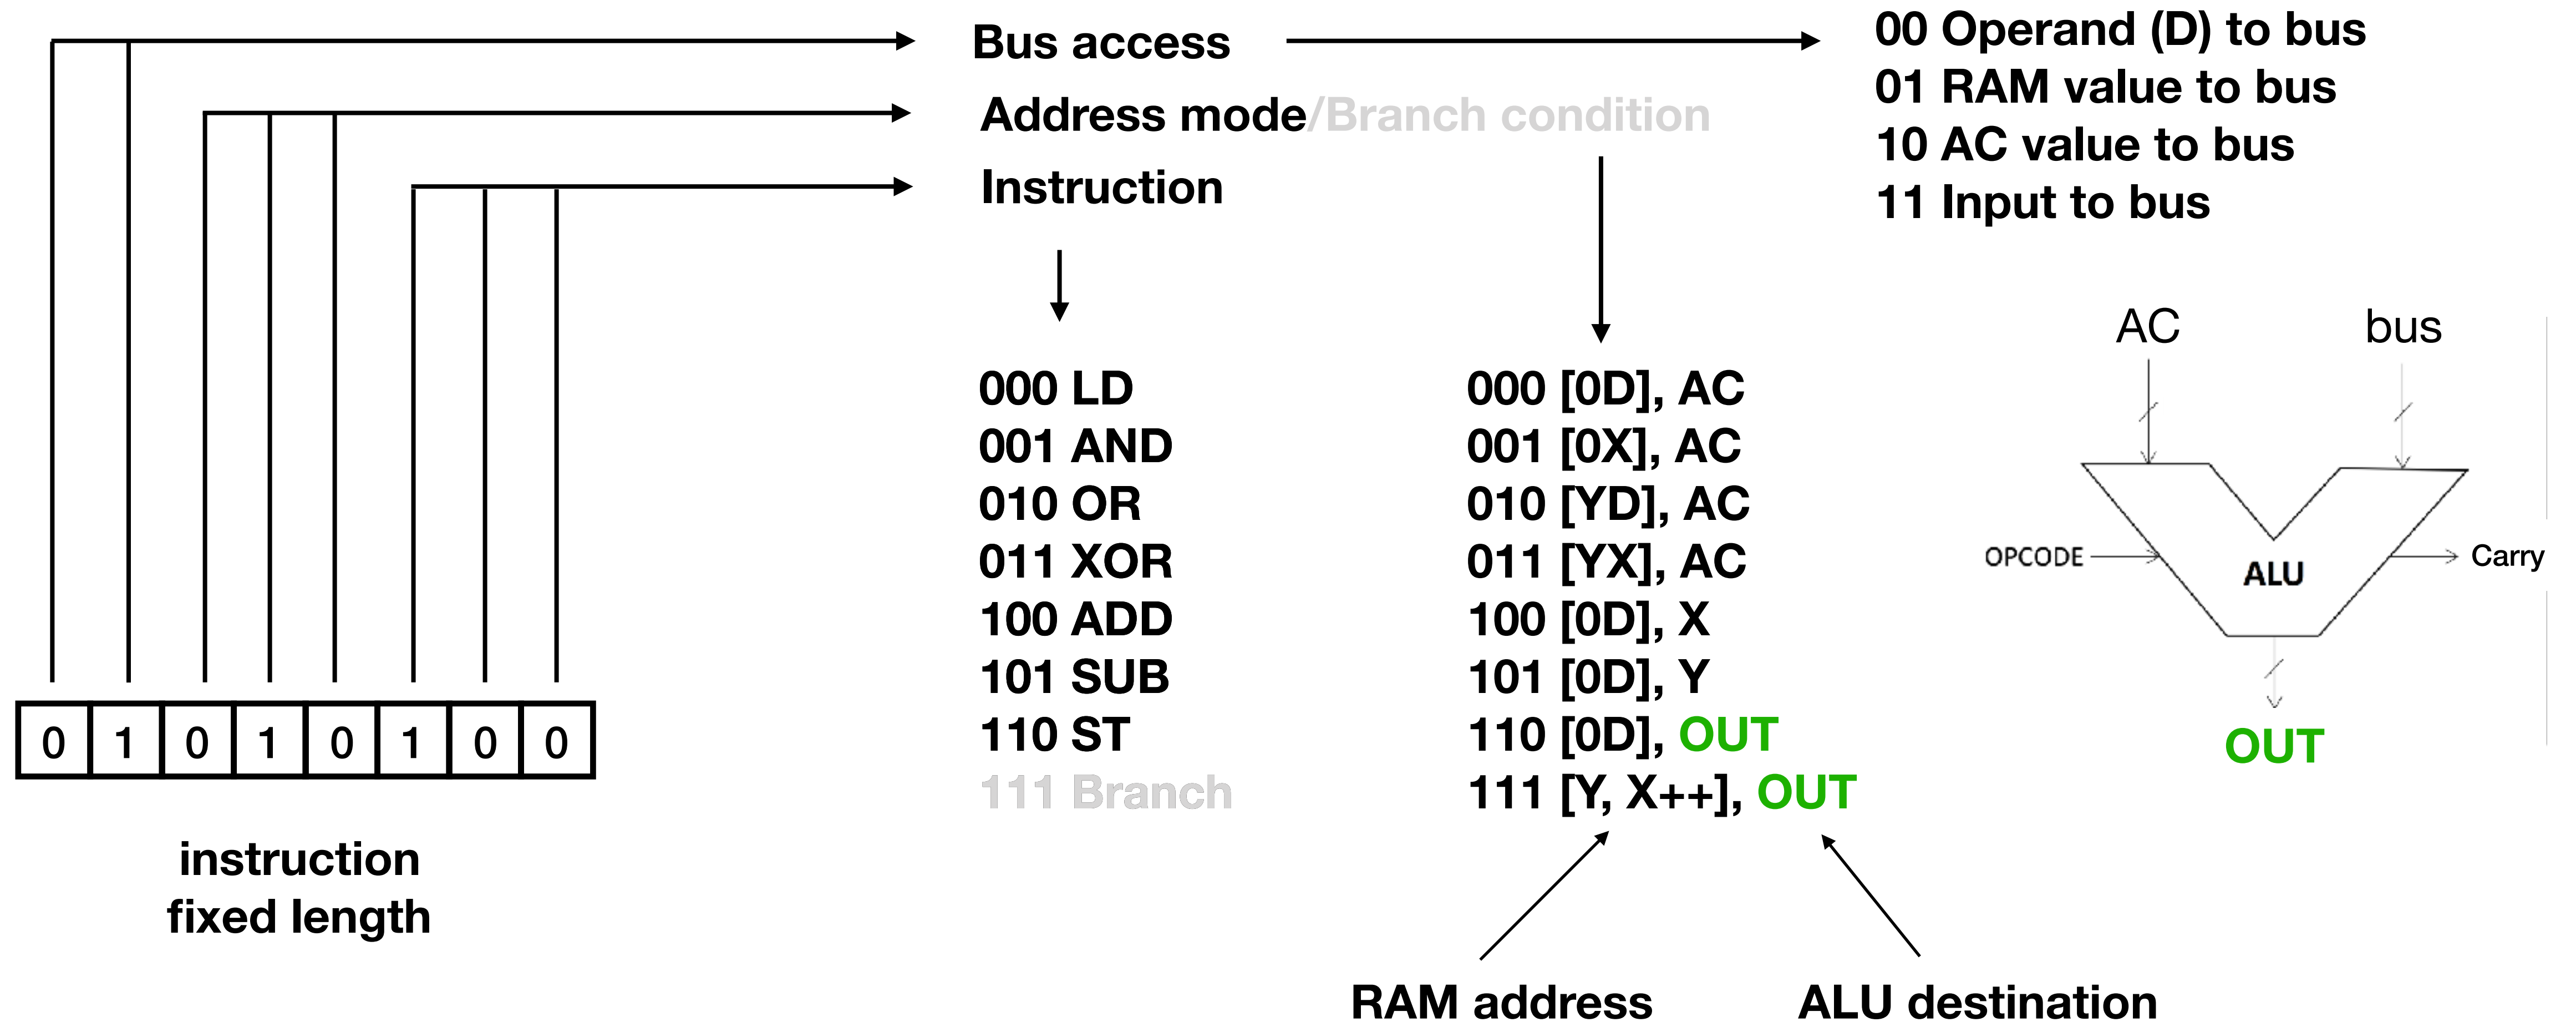 Bus access
Address mode/Branch condition
Instruction
00 Operand (D) to bus
01 RAM value to bus
10 AC value to bus
11 Input to bus
000 LD
001 AND
010 OR
011 XOR
100 ADD
101 SUB
110 ST
111 Branch
000 [0D], AC
001 [0X], AC
010 [YD], AC
011 [YX], AC
100 [0D], X
101 [0D], Y
110 [0D], OUT
111 [Y, X++], OUT
AC
bus
OPCODE
ALU
Carry
OUT
0 1 0 1 0 1 0 0
instruction
fixed length
RAM address
ALU destination